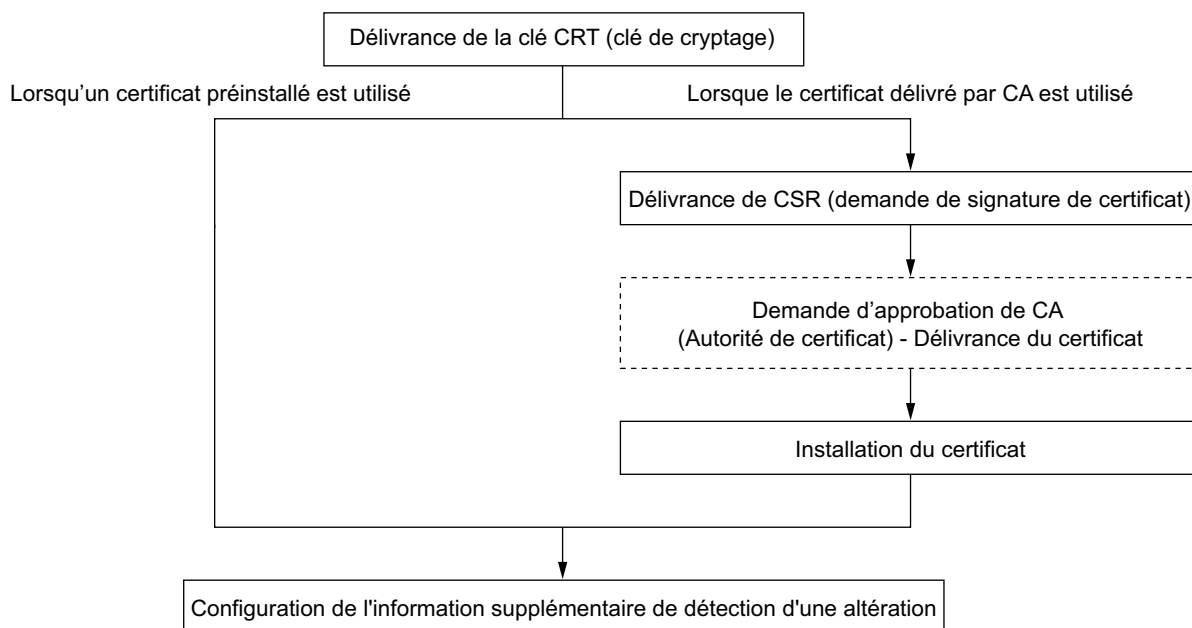 Délivrance de la clé CRT (clé de cryptage)
Lorsqu’un certificat préinstallé est utilisé
Lorsque le certificat délivré par CA est utilisé
Délivrance de CSR (demande de signature de certificat)
Demande d’approbation de CA
(Autorité de certificat) - Délivrance du certificat
Installation du certificat
Configuration de l'information supplémentaire de détection d'une altération